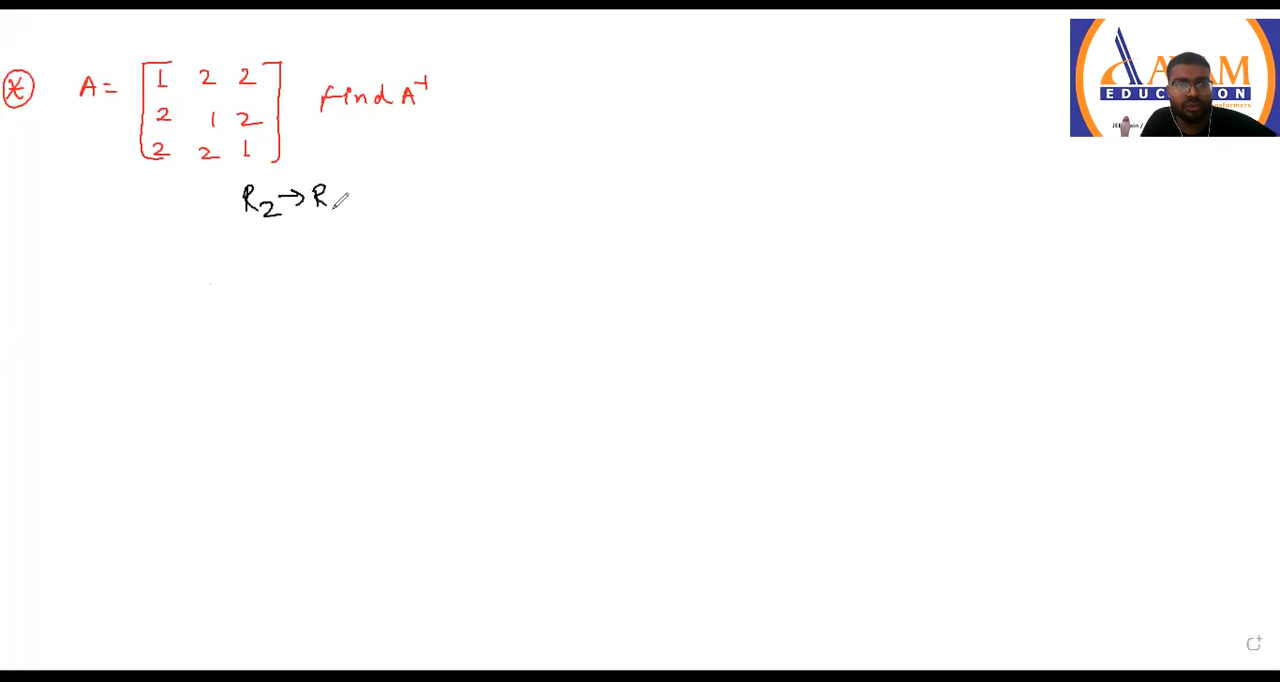 A = [ 1 2 2 find A⁻¹
2 1 2
2 2 1 ]
R₂ → R
EDUCATION